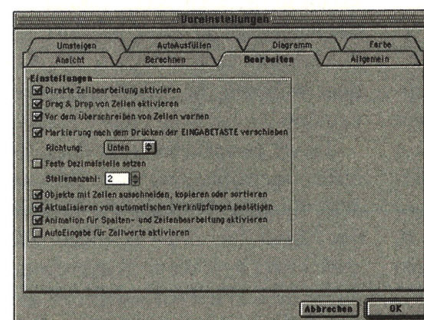 Voreinstellungen
Umsteigen AutoAusfüllen Diagramm Farbe
Ansicht Berechnen Bearbeiten Allgemein
Einstellungen
Direkte Zellbearbeitung aktivieren
Drag & Drop von Zellen aktivieren
Vor dem Überschreiben von Zellen warnen
Markierung nach dem Drücken der EINGABETASTE verschieben
Richtung: Unten
Feste Dezimalstelle setzen
Stellenanzahl: 2
Objekte mit Zellen ausschneiden, kopieren oder sortieren
Aktualisieren von automatischen Verknüpfungen bestätigen
Animation für Spalten- und Zeilenbearbeitung aktivieren
AutoEingabe für Zellwerte aktivieren
Abbrechen OK